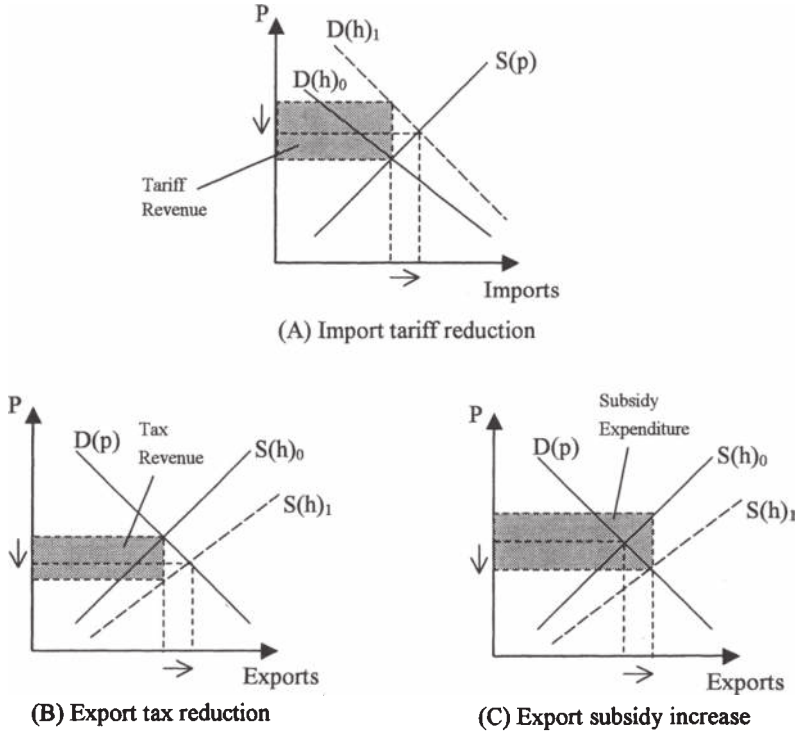 P
D(h)₁
S(p)
D(h)₀
Tariff
Revenue
Imports
(A) Import tariff reduction
P
D(p)
Tax
Revenue
S(h)₀
S(h)₁
Exports
(B) Export tax reduction
P
Subsidy
Expenditure
D(p)
S(h)₀
S(h)₁
Exports
(C) Export subsidy increase